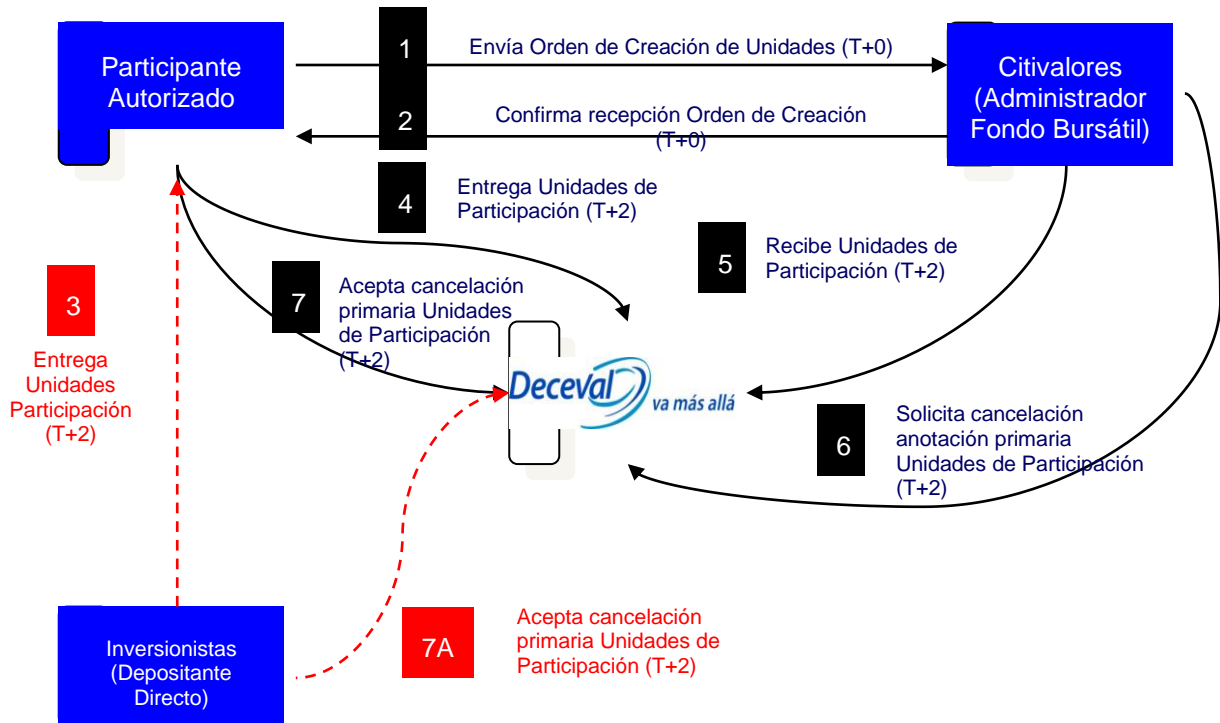 Participante
Autorizado
1
Envía Orden de Creación de Unidades (T+0)
Citivalores
(Administrador
Fondo Bursátil)
2
Confirma recepción Orden de Creación
(T+0)
4
Entrega Unidades de
Participación (T+2)
5
Recibe Unidades de
Participación (T+2)
3
Entrega
Unidades
Participación
(T+2)
7
Acepta cancelación
primaria Unidades
de Participación
(T+2)
Deceval
va más allá
6
Solicita cancelación
anotación primaria
Unidades de Participación
(T+2)
Inversionistas
(Depositante
Directo)
7A
Acepta cancelación
primaria Unidades de
Participación (T+2)